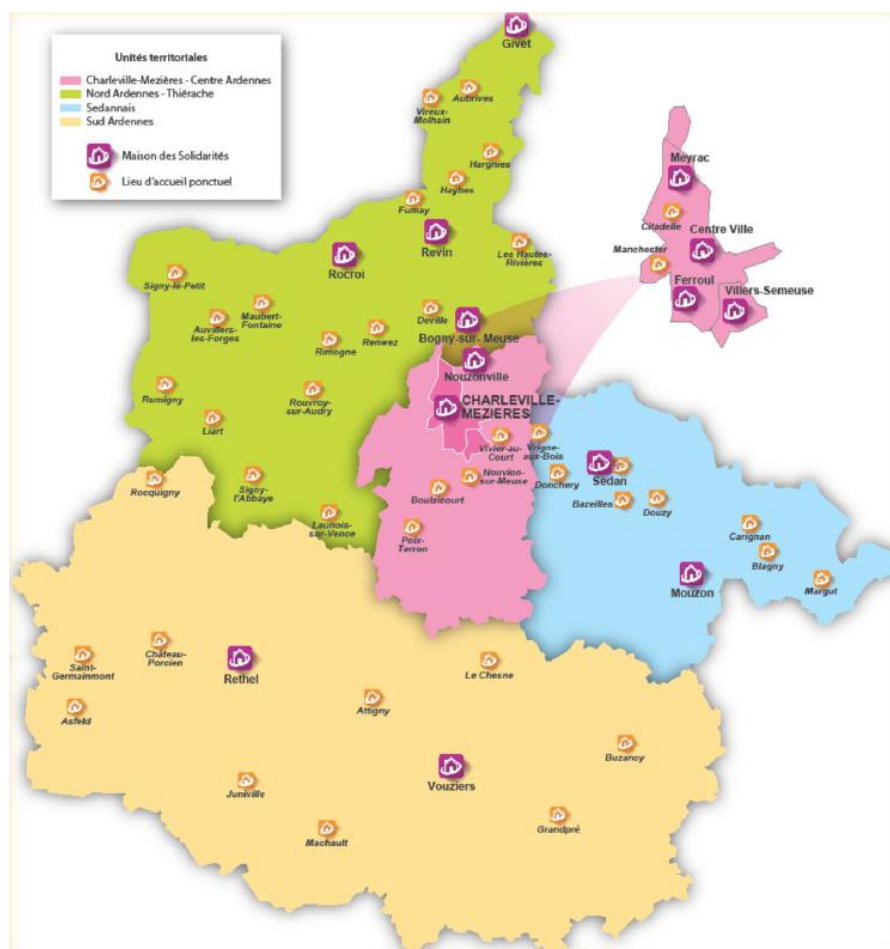 Unités territoriales
Charleville-Mezières - Centre Ardennes
Nord Ardennes - Thiérache
Sedannais
Sud Ardennes
Maison des Solidarités
Lieu d'accueil ponctuel
Givet
Aubrives
Vireux-
Molhain
Hargnies
Haybes
Fumay
Revin
Rocroi
Les Hautes-
Rivières
Signy-le-Petit
Maubert-
Fontaine
Auvillers-
les-Forges
Deville
Renwez
Rimogne
Bogny-sur- Meuse
Nouzonville
Rumigny
Rouvroy-
sur-Audry
Liart
CHARLEVILLE-
MEZIERES
Meyrac
Citadelle
Centre Ville
Manchester
Ferroul
Villers-Semeuse
Vivier-au-
Court
Vrigne-
aux-Bois
Nouvion-
sur-Meuse
Boulzicourt
Poix-
Terron
Donchery
Sedan
Bazeilles
Douzy
Carignan
Blagny
Margut
Mouzon
Rocquigny
Signy-
l'Abbaye
Launois-
sur-Vence
Saint-
Germainmont
Château-
Porcien
Rethel
Le Chesne
Asfeld
Attigny
Buzancy
Vouziers
Juniville
Machault
Grandpré